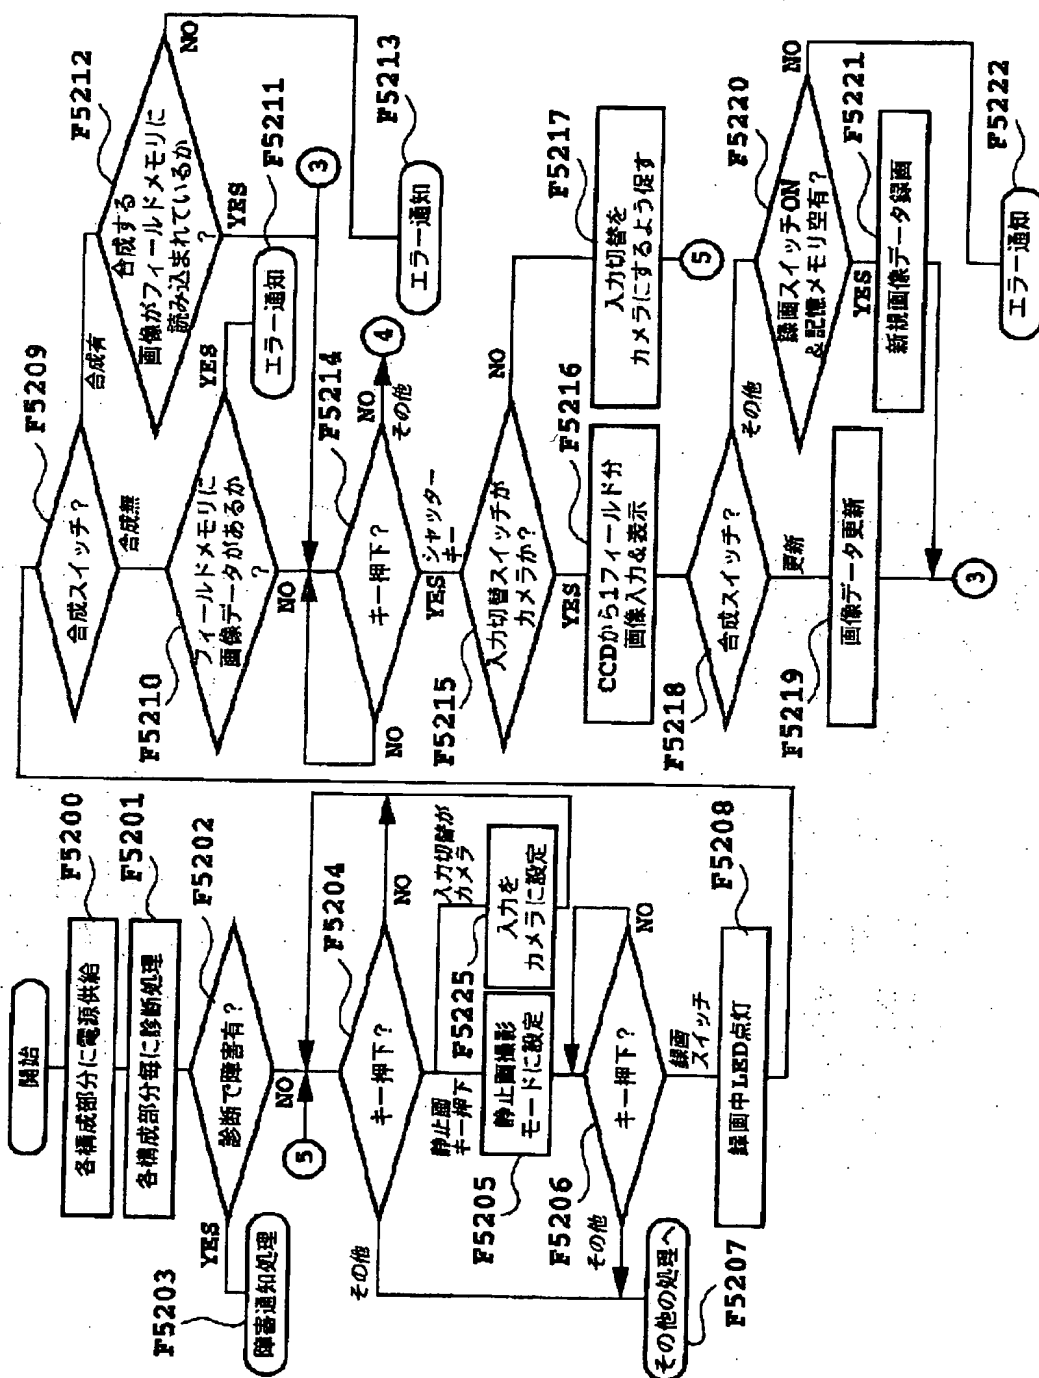 開始
F5200
各構成部分に電源供給
F5201
各構成部分毎に診断処理
F5202
診断で障害有?
YES
NO
F5203
障害通知処理
5
F5204
キー押下?
NO
その他
静止画
キー押下
入力切替が
カメラ
F5225
入力を
カメラに設定
F5205
静止画撮影
モードに設定
F5206
キー押下?
NO
その他
録画
スイッチ
F5207
その他の処理へ
F5208
録画中LED点灯
F5209
合成スイッチ?
合成有
合成無
F5210
フィールドメモリに
画像データがあるか
?
YES
NO
F5211
エラー通知
F5212
合成する
画像がフィールドメモリに
読み込まれているか
?
NO
YES
3
F5213
エラー通知
F5214
キー押下?
NO
その他
4
NO
YES
シャッター
キー
F5215
入力切替スイッチが
カメラか?
NO
YES
F5216
CCDから1フィールド分
画像入力&表示
F5217
入力切替を
カメラにするよう促す
5
F5218
合成スイッチ?
その他
更新
F5219
画像データ更新
F5220
録画スイッチON
&記憶メモリ空有?
NO
YES
F5221
新規画像データ録画
3
F5222
エラー通知